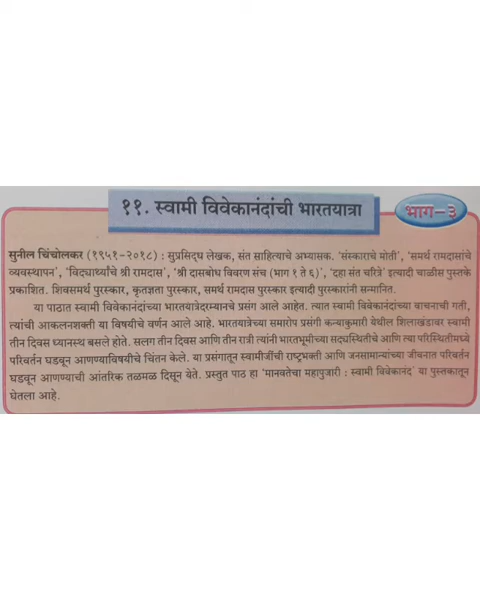 ११. स्वामी विवेकानंदांची भारतयात्रा
भाग-३
सुनील चिंचोलकर (१९५१-२०१८) : सुप्रसिद्ध लेखक, संत साहित्याचे अभ्यासक. 'संस्काराचे मोती', 'समर्थ रामदासांचे
व्यवस्थापन', 'विद्यार्थ्यांचे श्री रामदास', 'श्री दासबोध विवरण संच (भाग १ ते ६)', 'दहा संत चरित्रे' इत्यादी चाळीस पुस्तके
प्रकाशित. शिवसमर्थ पुरस्कार, कृतज्ञता पुरस्कार, समर्थ रामदास पुरस्कार इत्यादी पुरस्कारांनी सन्मानित.
या पाठात स्वामी विवेकानंदांच्या भारतयात्रेदरम्यानचे प्रसंग आले आहेत. त्यात स्वामी विवेकानंदांच्या वाचनाची गती,
त्यांची आकलनशक्ती या विषयीचे वर्णन आले आहे. भारतयात्रेच्या समारोप प्रसंगी कन्याकुमारी येथील शिलाखंडावर स्वामी
तीन दिवस ध्यानस्थ बसले होते. सलग तीन दिवस आणि तीन रात्री त्यांनी भारतभूमीच्या सद्यःस्थितीचे आणि त्या परिस्थितीमध्ये
परिवर्तन घडवून आणण्याविषयीचे चिंतन केले. या प्रसंगातून स्वामीजींची राष्ट्रभक्ती आणि जनसामान्यांच्या जीवनात परिवर्तन
घडवून आणण्याची आंतरिक तळमळ दिसून येते. प्रस्तुत पाठ हा 'मानवतेचा महापुजारी : स्वामी विवेकानंद' या पुस्तकातून
घेतला आहे.